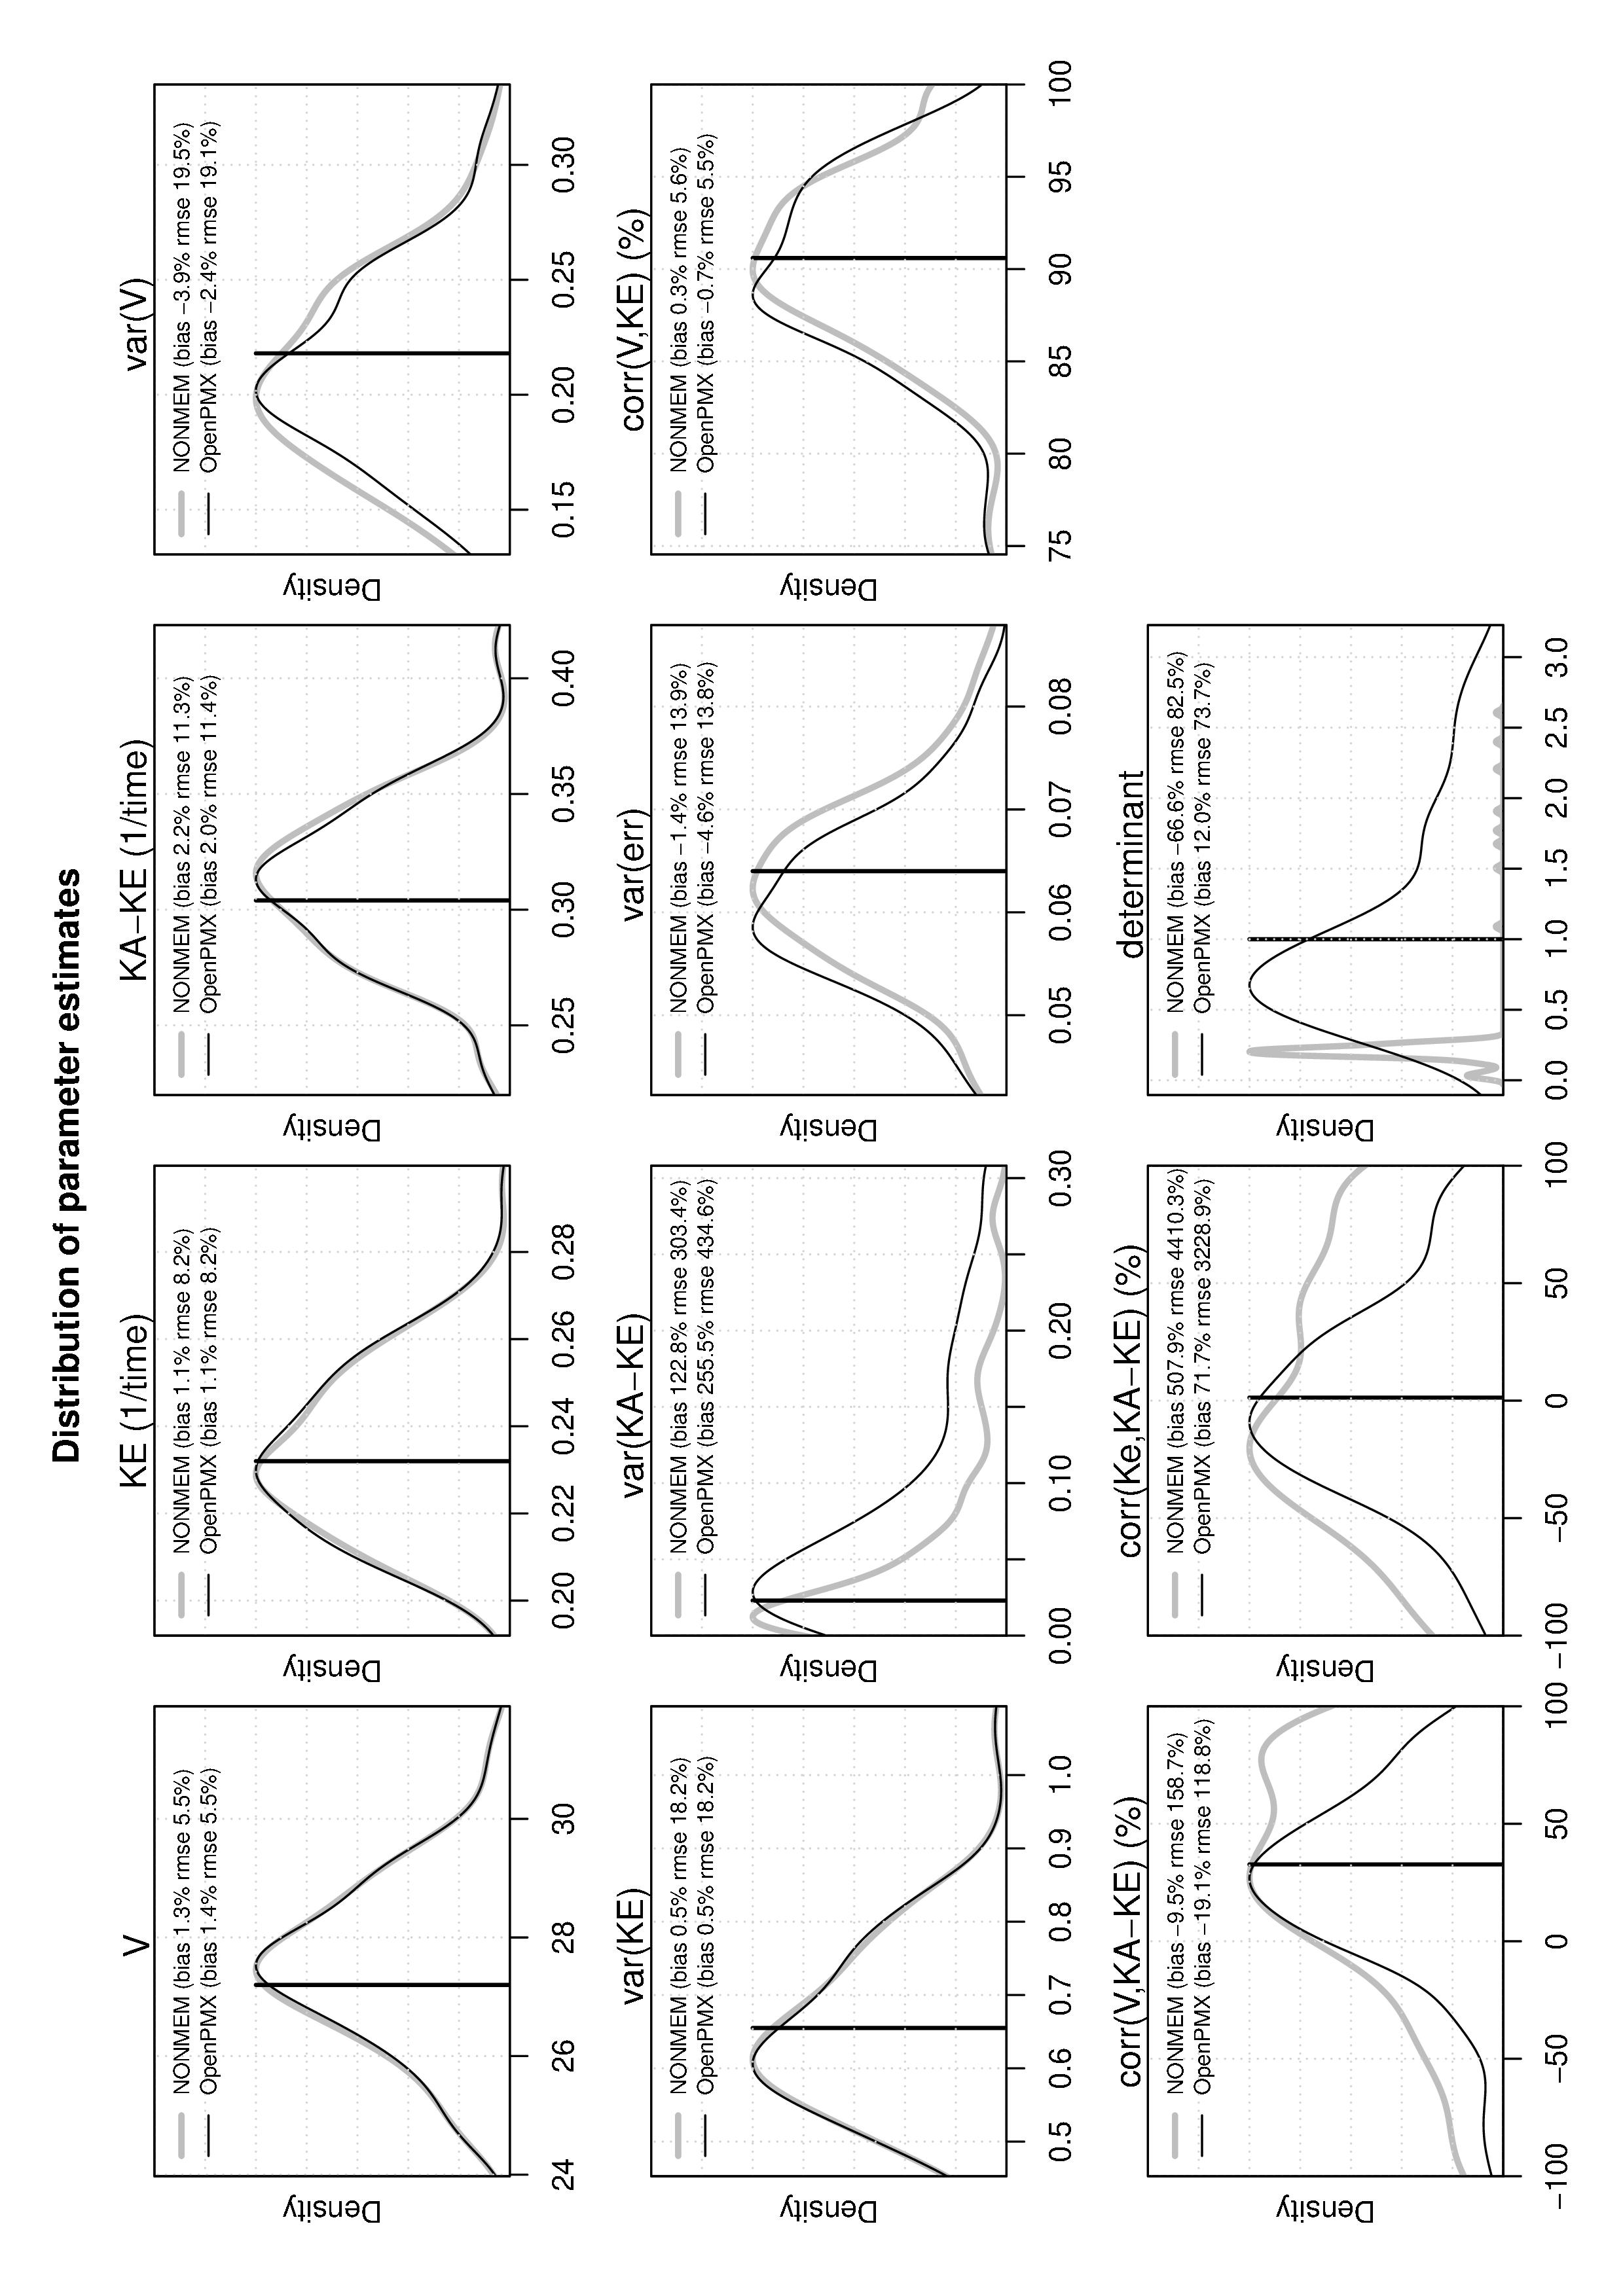 Distribution of parameter estimates
V
NONMEM (bias 1.3% rmse 5.5%)
OpenPMX (bias 1.4% rmse 5.5%)
Density
24 26 28 30
KE (1/time)
NONMEM (bias 1.1% rmse 8.2%)
OpenPMX (bias 1.1% rmse 8.2%)
Density
0.20 0.22 0.24 0.26 0.28
KA−KE (1/time)
NONMEM (bias 2.2% rmse 11.3%)
OpenPMX (bias 2.0% rmse 11.4%)
Density
0.25 0.30 0.35 0.40
var(V)
NONMEM (bias −3.9% rmse 19.5%)
OpenPMX (bias −2.4% rmse 19.1%)
Density
0.15 0.20 0.25 0.30
var(KE)
NONMEM (bias 0.5% rmse 18.2%)
OpenPMX (bias 0.5% rmse 18.2%)
Density
0.5 0.6 0.7 0.8 0.9 1.0
var(KA−KE)
NONMEM (bias 122.8% rmse 303.4%)
OpenPMX (bias 255.5% rmse 434.6%)
Density
0.00 0.10 0.20 0.30
var(err)
NONMEM (bias −1.4% rmse 13.9%)
OpenPMX (bias −4.6% rmse 13.8%)
Density
0.05 0.06 0.07 0.08
corr(V,KE) (%)
NONMEM (bias 0.3% rmse 5.6%)
OpenPMX (bias −0.7% rmse 5.5%)
Density
75 80 85 90 95 100
corr(V,KA−KE) (%)
NONMEM (bias −9.5% rmse 158.7%)
OpenPMX (bias −19.1% rmse 118.8%)
Density
−100 −50 0 50 100
corr(Ke,KA−KE) (%)
NONMEM (bias 507.9% rmse 4410.3%)
OpenPMX (bias 71.7% rmse 3228.9%)
Density
−100 −50 0 50 100
determinant
NONMEM (bias −66.6% rmse 82.5%)
OpenPMX (bias 12.0% rmse 73.7%)
Density
0.0 0.5 1.0 1.5 2.0 2.5 3.0